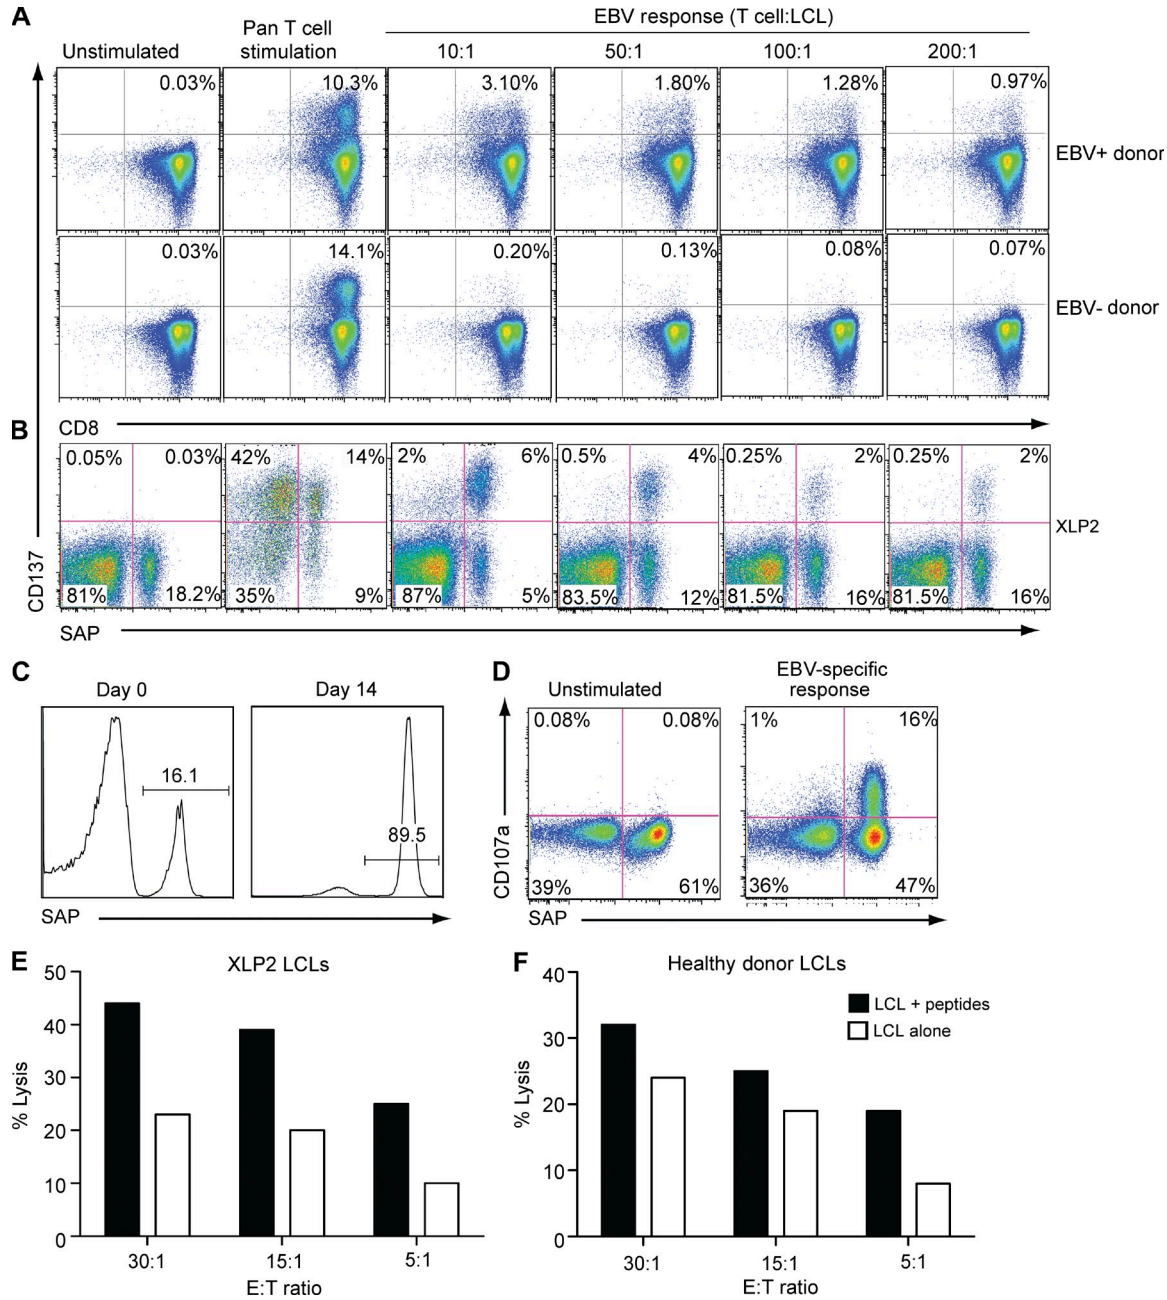 A
EBV response (T cell:LCL)
Pan T cell
Unstimulated stimulation 10:1 50:1 100:1 200:1
0.03% 10.3% 3.10% 1.80% 1.28% 0.97%
EBV+ donor
0.03% 14.1% 0.20% 0.13% 0.08% 0.07%
EBV- donor
CD8
B
0.05% 0.03% 42% 14% 2% 6% 0.5% 4% 0.25% 2% 0.25% 2%
XLP2
CD137
81% 18.2% 35% 9% 87% 5% 83.5% 12% 81.5% 16% 81.5% 16%
SAP
C
Day 0 Day 14
16.1
89.5
SAP
D
EBV-specific
Unstimulated response
0.08% 0.08% 1% 16%
CD107a
39% 61% 36% 47%
SAP
E
XLP2 LCLs
50
40
30
20
10
0
% Lysis
30:1 15:1 5:1
E:T ratio
F
Healthy donor LCLs
LCL + peptides
LCL alone
40
30
20
10
0
% Lysis
30:1 15:1 5:1
E:T ratio